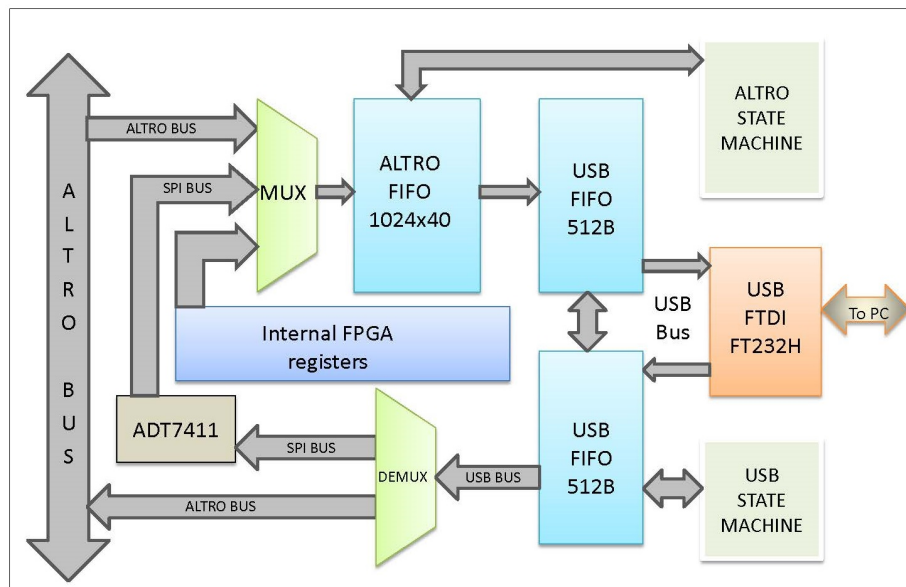 ALTRO BUS
ALTRO BUS
SPI BUS
MUX
ALTRO
FIFO
1024x40
USB
FIFO
512B
ALTRO
STATE
MACHINE
Internal FPGA
registers
USB
Bus
USB
FTDI
FT232H
To PC
ADT7411
SPI BUS
ALTRO BUS
DEMUX
USB BUS
USB
FIFO
512B
USB
STATE
MACHINE